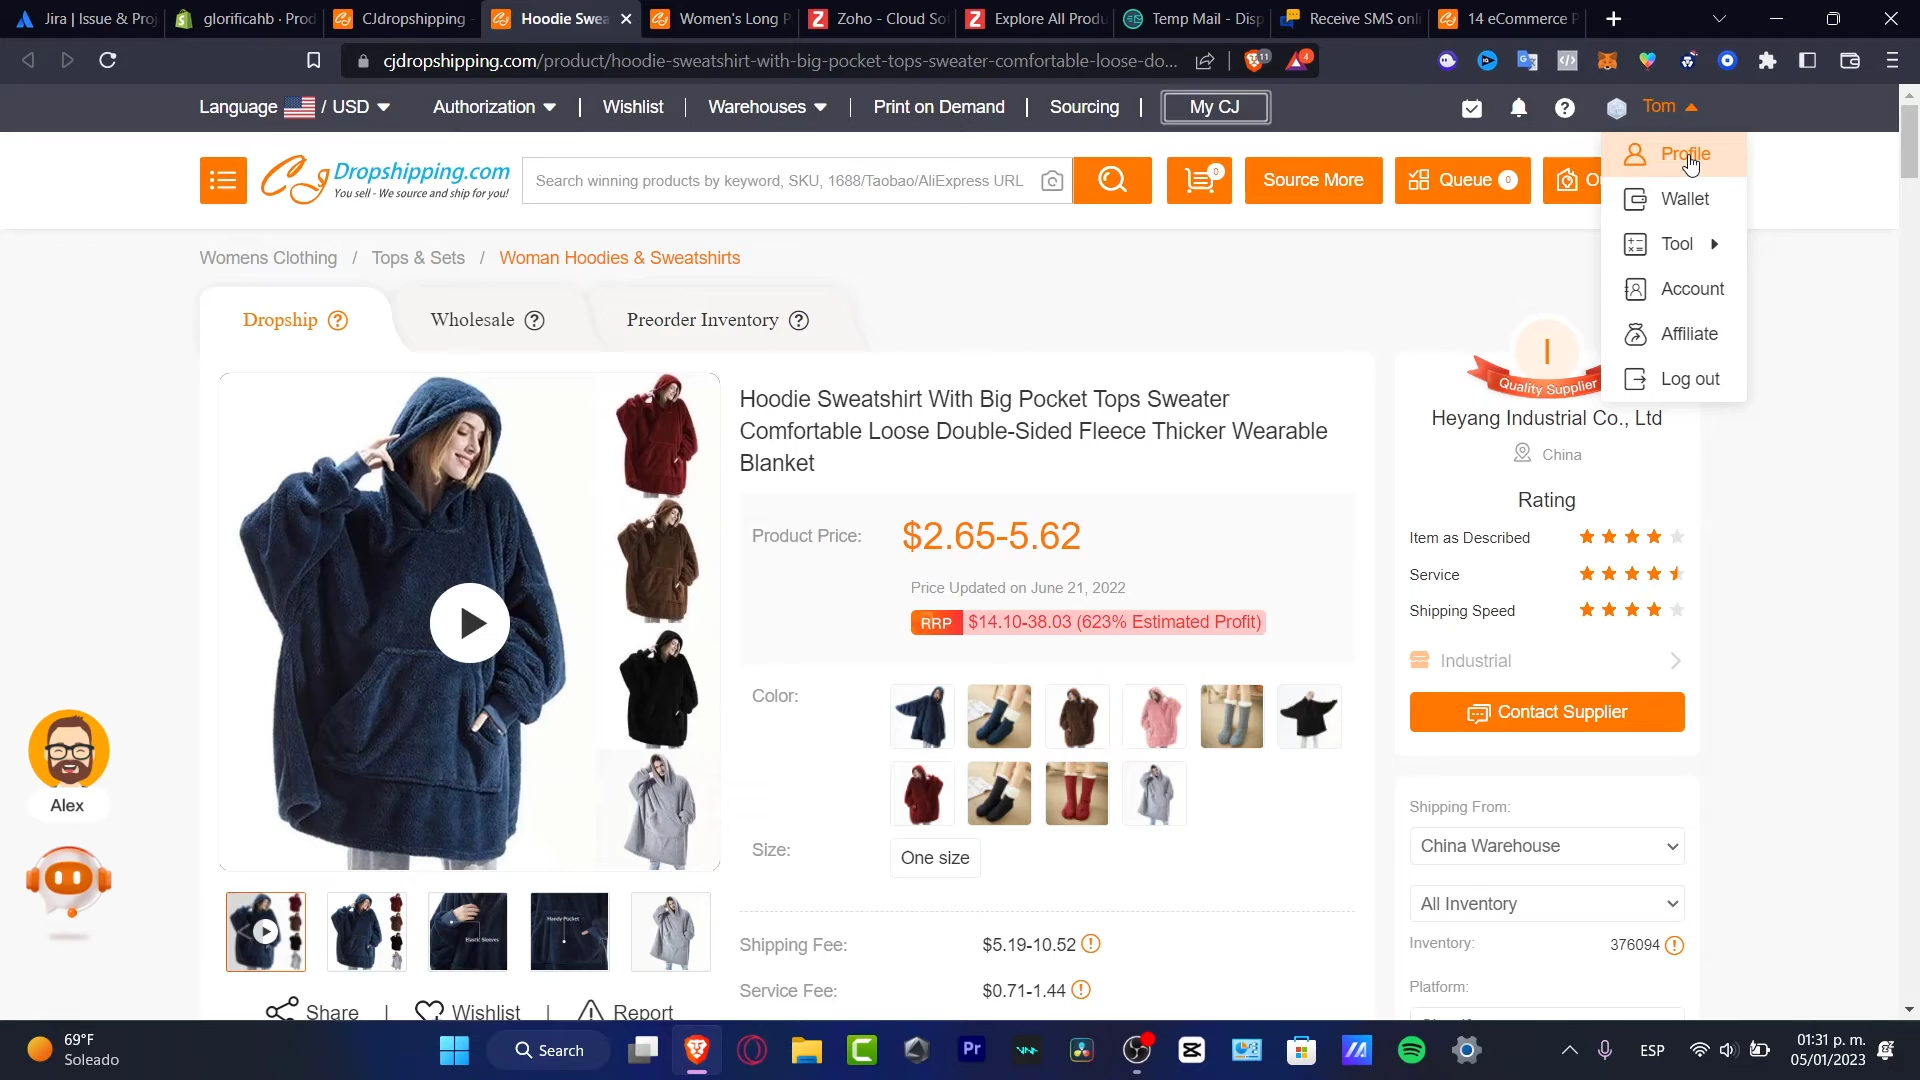 Jira | Issue & Proj
glorificahb · Prod
CJdropshipping -
Hoodie Swea
Women's Long P
Zoho - Cloud Sof
Explore All Produ
Temp Mail - Disp
Receive SMS onli
14 eCommerce P
cjdropshipping.com/product/hoodie-sweatshirt-with-big-pocket-tops-sweater-comfortable-loose-do...
11
4
Language / USD
Authorization
Wishlist
Warehouses
Print on Demand
Sourcing
My CJ
Tom
CJ Dropshipping.com
You sell - We source and ship for you!
Search winning products by keyword, SKU, 1688/Taobao/AliExpress URL
0
Source More
Queue 0
Profile
Wallet
Tool
Account
Affiliate
Log out
Womens Clothing / Tops & Sets / Woman Hoodies & Sweatshirts
Dropship
Wholesale
Preorder Inventory
Hoodie Sweatshirt With Big Pocket Tops Sweater
Comfortable Loose Double-Sided Fleece Thicker Wearable
Blanket
Product Price: $2.65-5.62
Price Updated on June 21, 2022
RRP $14.10-38.03 (623% Estimated Profit)
Color:
Size: One size
Shipping Fee: $5.19-10.52
Service Fee: $0.71-1.44
I
Quality Supplier
Heyang Industrial Co., Ltd
China
Rating
Item as Described
Service
Shipping Speed
Industrial
Contact Supplier
Shipping From:
China Warehouse
All Inventory
Inventory: 376094
Platform:
Alex
Elastic Sleeves
Handy Pocket
Share | Wishlist | Report
69°F
Soleado
Search
Pr
ESP
01:31 p. m.
05/01/2023